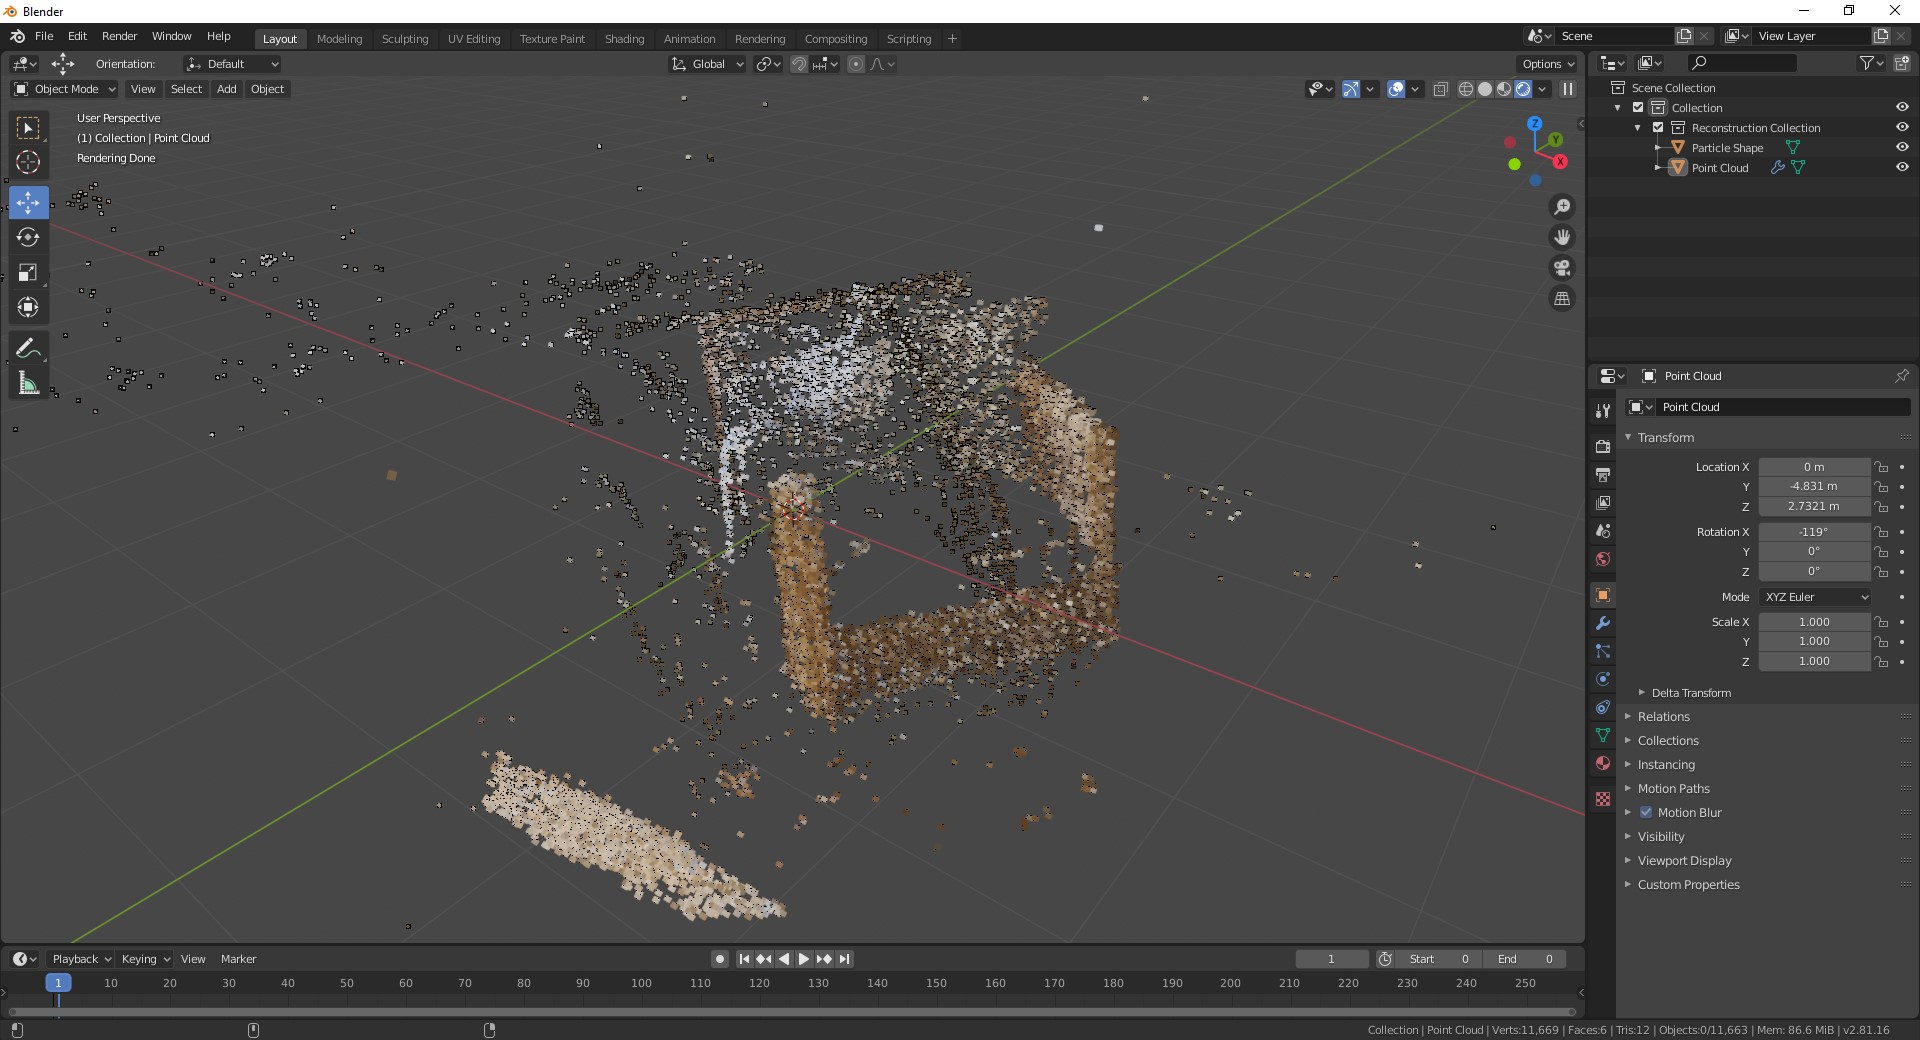 Blender
File Edit Render Window Help
Layout Modeling Sculpting UV Editing Texture Paint Shading Animation Rendering Compositing Scripting +
Scene
View Layer
Orientation: Default
Global
Options
Object Mode View Select Add Object
User Perspective
(1) Collection | Point Cloud
Rendering Done
Z
Y
X
Scene Collection
Collection
Reconstruction Collection
Particle Shape
Point Cloud
Point Cloud
Point Cloud
Transform
Location X 0 m
Y -4.831 m
Z 2.7321 m
Rotation X -119°
Y 0°
Z 0°
Mode XYZ Euler
Scale X 1.000
Y 1.000
Z 1.000
Delta Transform
Relations
Collections
Instancing
Motion Paths
Motion Blur
Visibility
Viewport Display
Custom Properties
Playback Keying View Marker
1 Start 0 End 0
1 10 20 30 40 50 60 70 80 90 100 110 120 130 140 150 160 170 180 190 200 210 220 230 240 250
Collection | Point Cloud | Verts:11,669 | Faces:6 | Tris:12 | Objects:0/11,663 | Mem: 86.6 MiB | v2.81.16